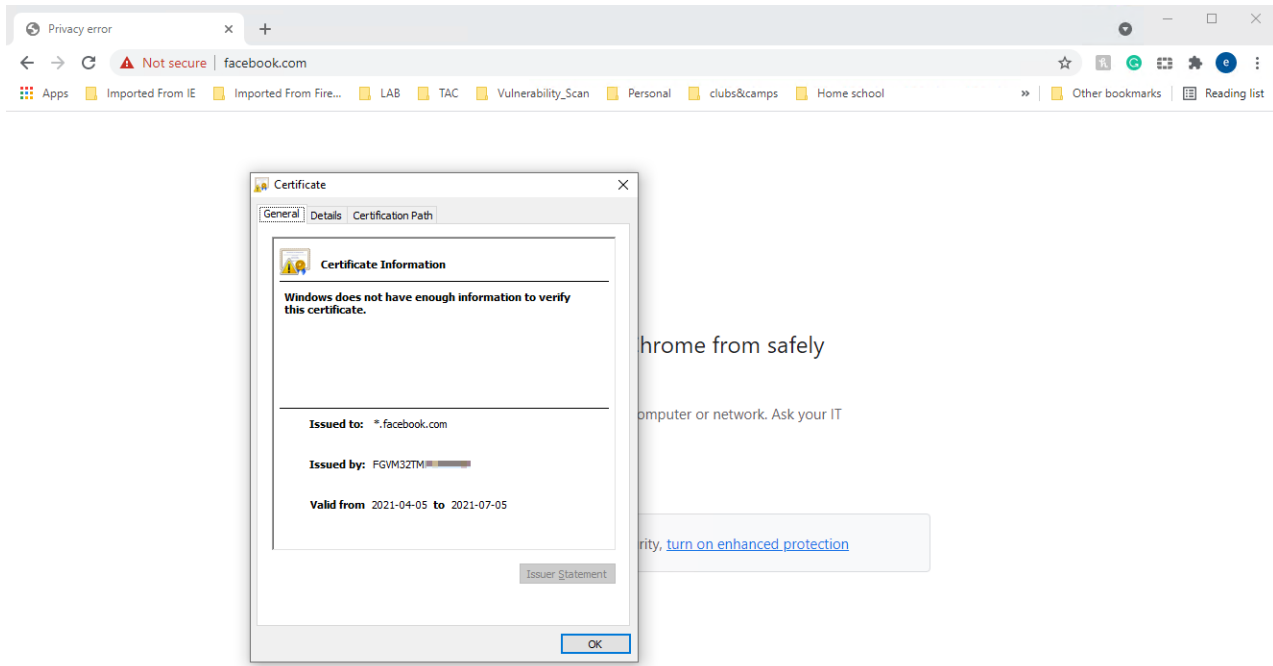 Privacy error
Not secure facebook.com
e
Apps Imported From IE Imported From Fire... LAB TAC Vulnerability_Scan Personal clubs&camps Home school » Other bookmarks Reading list
Certificate
General Details Certification Path
Certificate Information
Windows does not have enough information to verify
this certificate.
hrome from safely
omputer or network. Ask your IT
Issued to: *.facebook.com
Issued by: FGVM32TM
Valid from 2021-04-05 to 2021-07-05
rity, turn on enhanced protection
Issuer Statement
OK